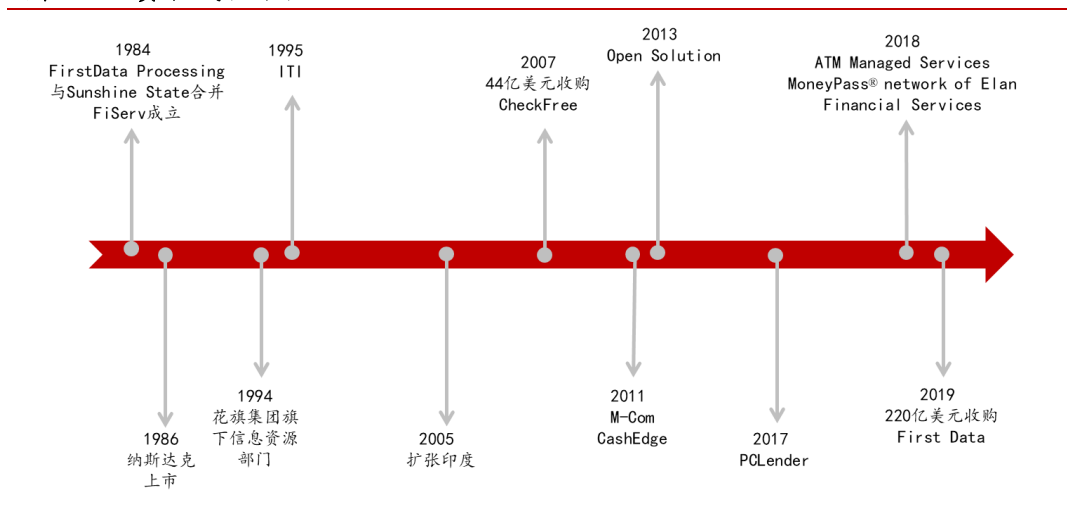 1984
FirstData Processing
与Sunshine State合并
FiServ成立
1995
ITI
2007
44亿美元收购
CheckFree
2013
Open Solution
2018
ATM Managed Services
MoneyPass® network of Elan
Financial Services
1986
纳斯达克
上市
1994
花旗集团旗
下信息资源
部门
2005
扩张印度
2011
M-Com
CashEdge
2017
PCLender
2019
220亿美元收购
First Data